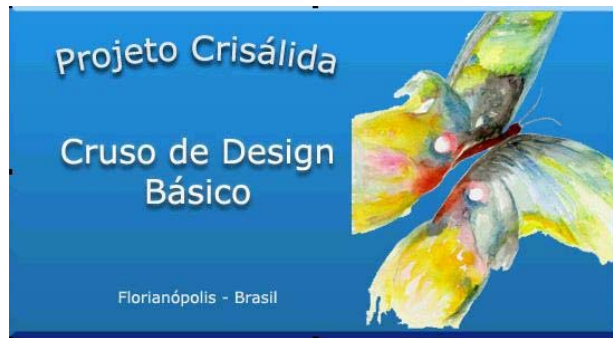 Projeto Crisálida
Cruso de Design
Básico
Florianópolis - Brasil